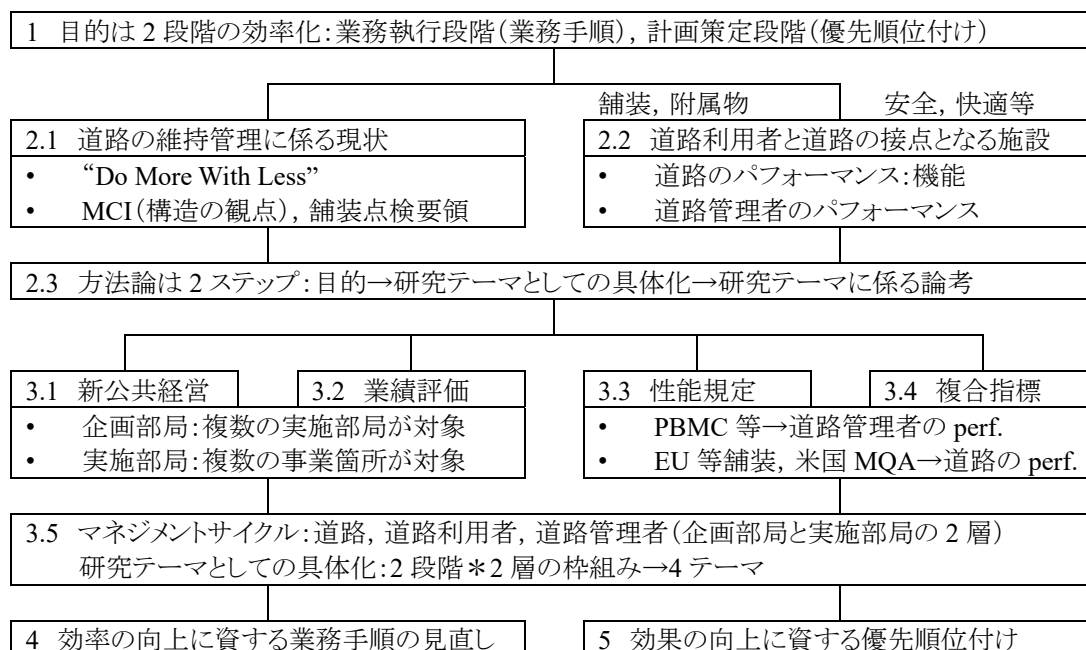 1 目的は2段階の効率化：業務執行段階（業務手順），計画策定段階（優先順位付け）
舗装，附属物 安全，快適等
2.1 道路の維持管理に係る現状
• “Do More With Less”
• MCI（構造の観点），舗装点検要領
2.2 道路利用者と道路の接点となる施設
• 道路のパフォーマンス：機能
• 道路管理者のパフォーマンス
2.3 方法論は2ステップ：目的→研究テーマとしての具体化→研究テーマに係る論考
3.1 新公共経営 3.2 業績評価
• 企画部局：複数の実施部局が対象
• 実施部局：複数の事業箇所が対象
3.3 性能規定 3.4 複合指標
• PBMC 等→道路管理者の perf.
• EU 等舗装，米国 MQA→道路の perf.
3.5 マネジメントサイクル：道路，道路利用者，道路管理者（企画部局と実施部局の2層）
研究テーマとしての具体化：2段階＊2層の枠組み→4テーマ
4 効率の向上に資する業務手順の見直し
5 効果の向上に資する優先順位付け